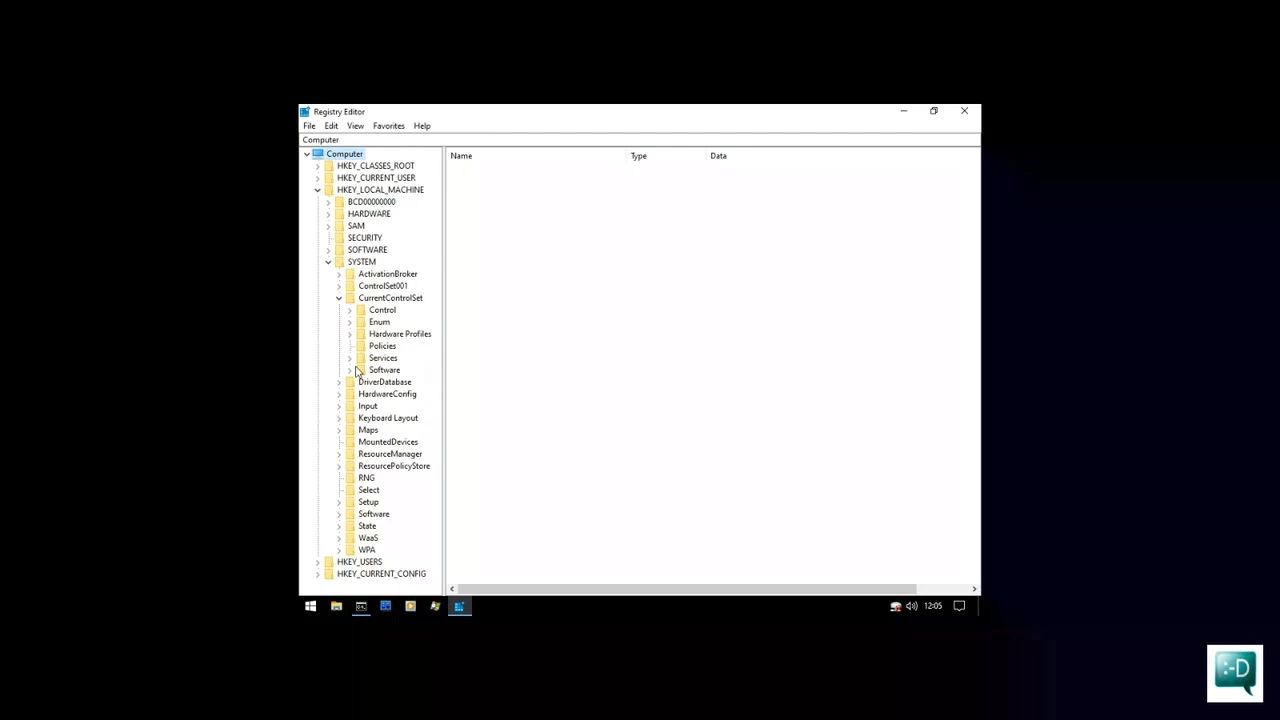 Registry Editor
File Edit View Favorites Help
Computer
Computer
HKEY_CLASSES_ROOT
HKEY_CURRENT_USER
HKEY_LOCAL_MACHINE
BCD00000000
HARDWARE
SAM
SECURITY
SOFTWARE
SYSTEM
ActivationBroker
ControlSet001
CurrentControlSet
Control
Enum
Hardware Profiles
Policies
Services
Software
DriverDatabase
HardwareConfig
Input
Keyboard Layout
Maps
MountedDevices
ResourceManager
ResourcePolicyStore
RNG
Select
Setup
Software
State
WaaS
WPA
HKEY_USERS
HKEY_CURRENT_CONFIG
Name Type Data
12:05
:-D